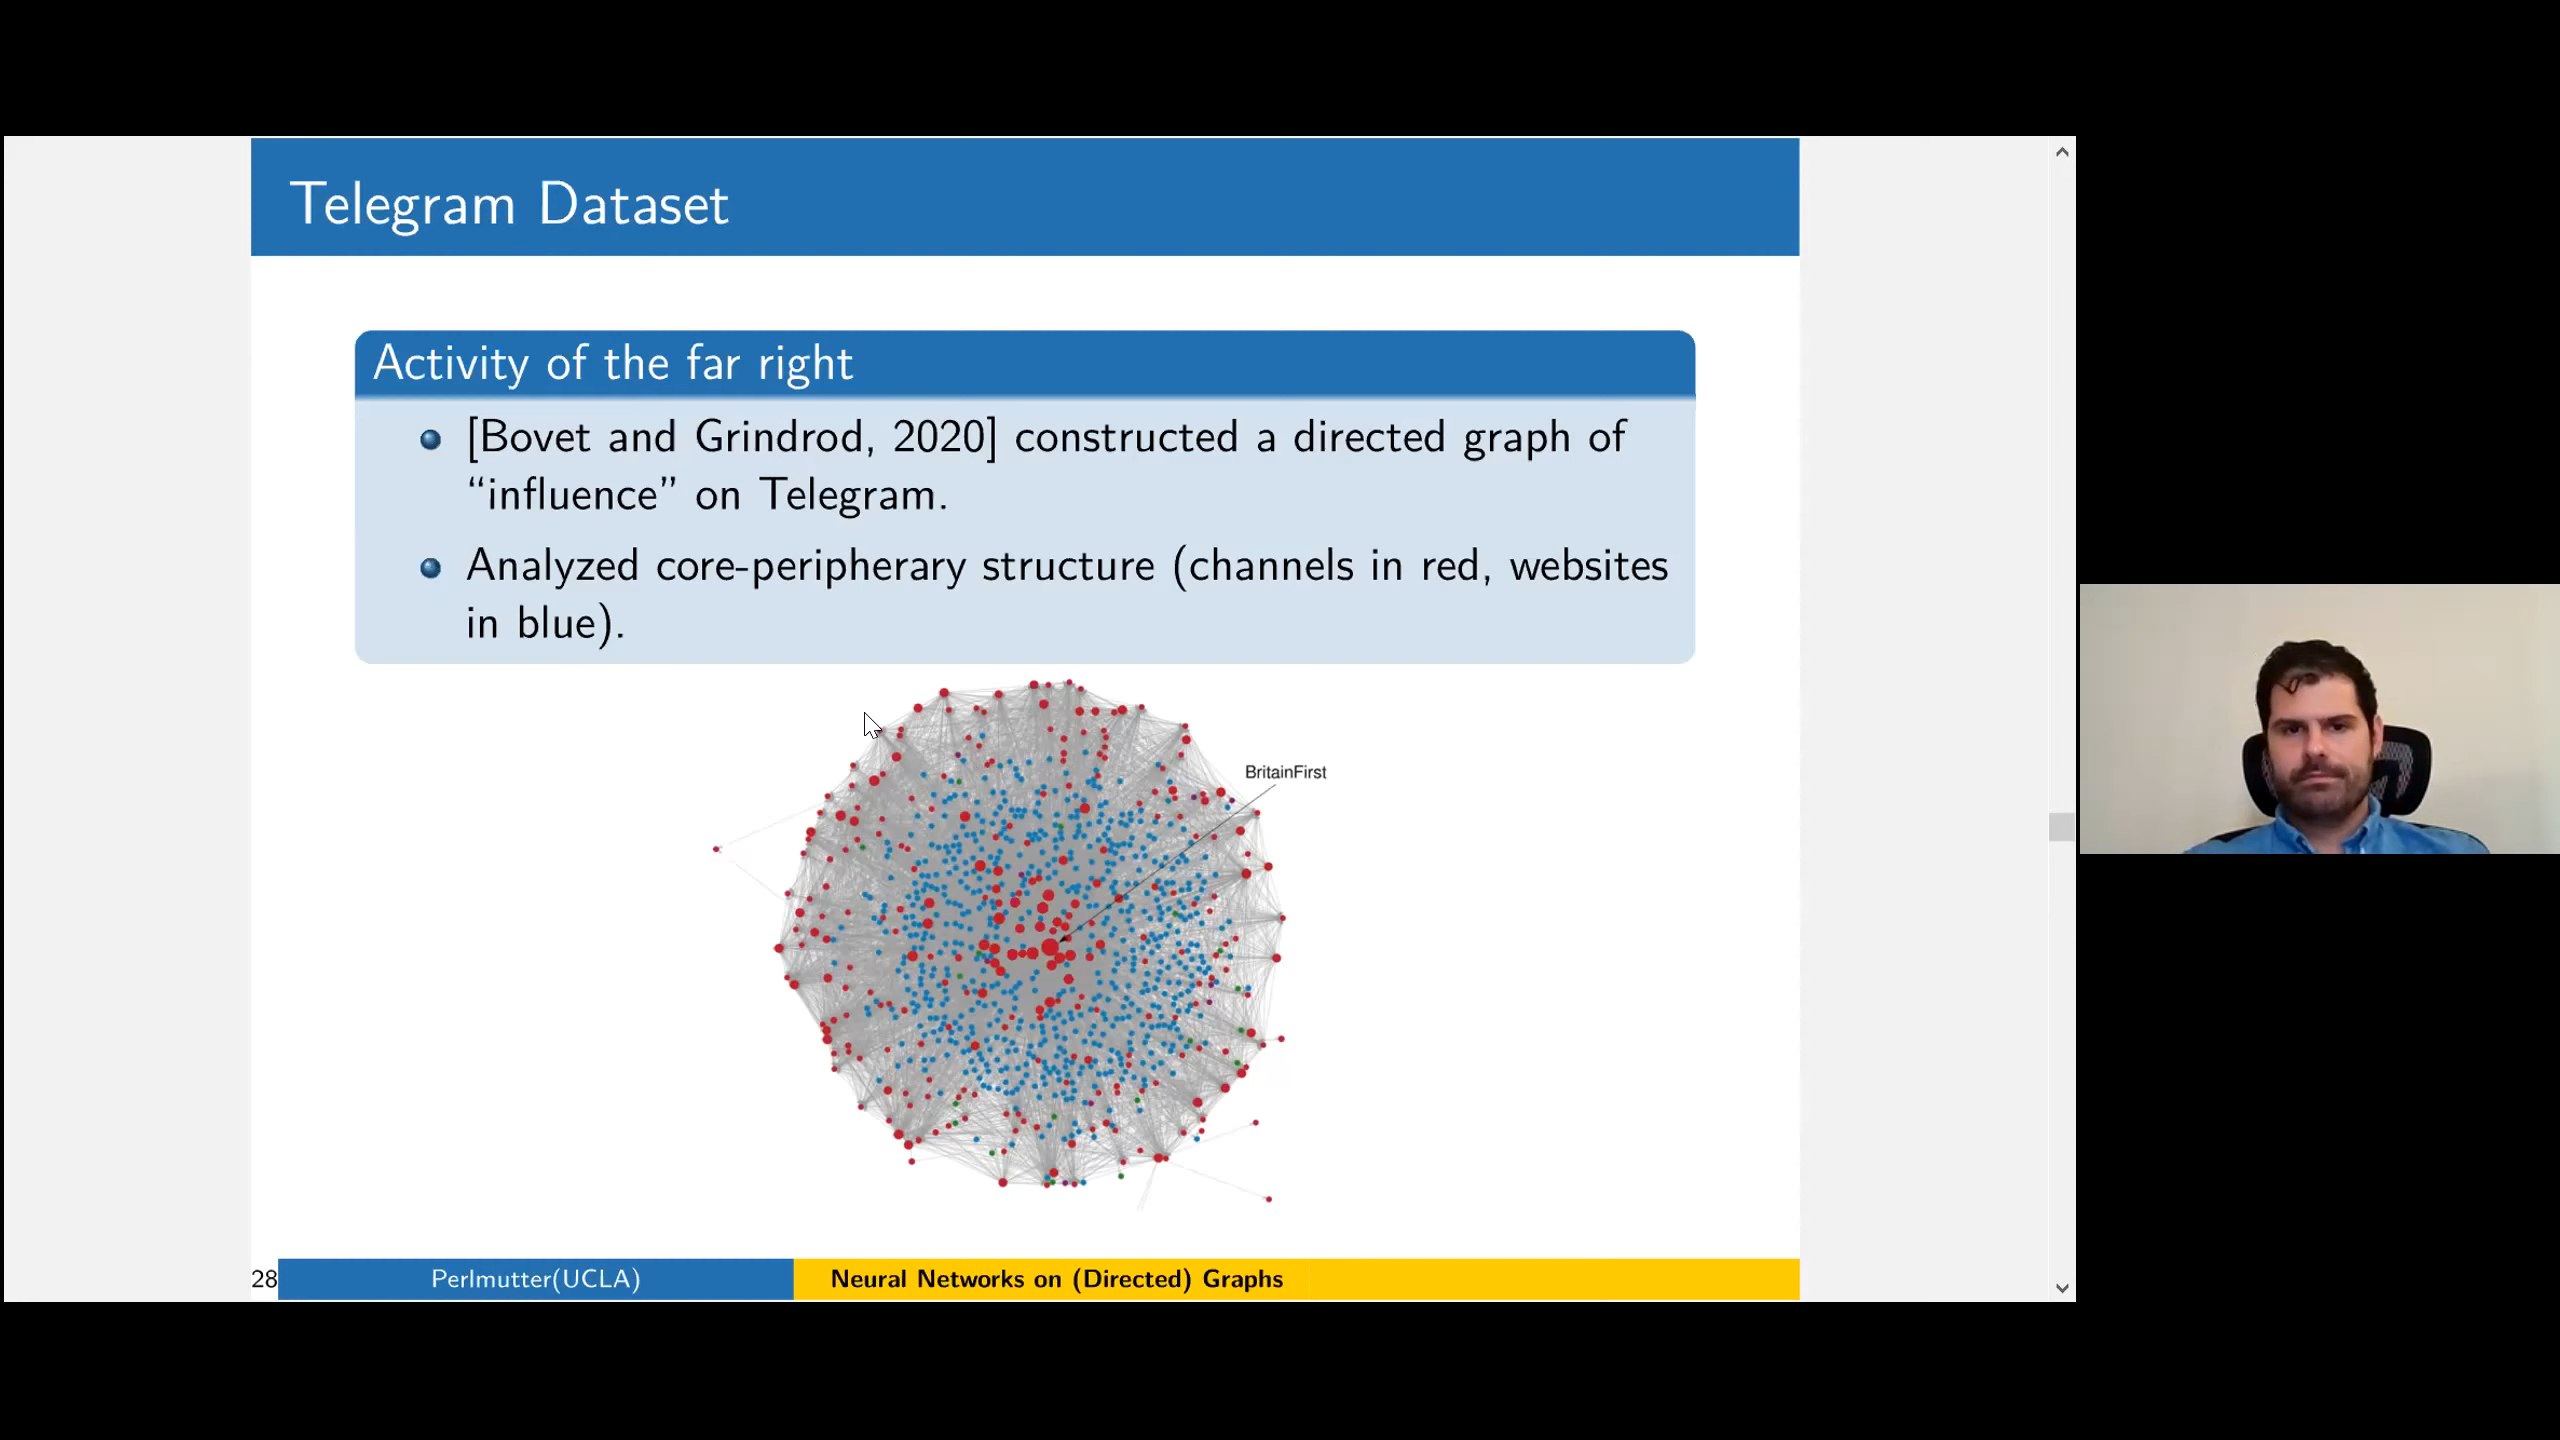 Telegram Dataset
Activity of the far right
[Bovet and Grindrod, 2020] constructed a directed graph of
“influence” on Telegram.
Analyzed core-peripherary structure (channels in red, websites
in blue).
BritainFirst
28 Perlmutter(UCLA) Neural Networks on (Directed) Graphs